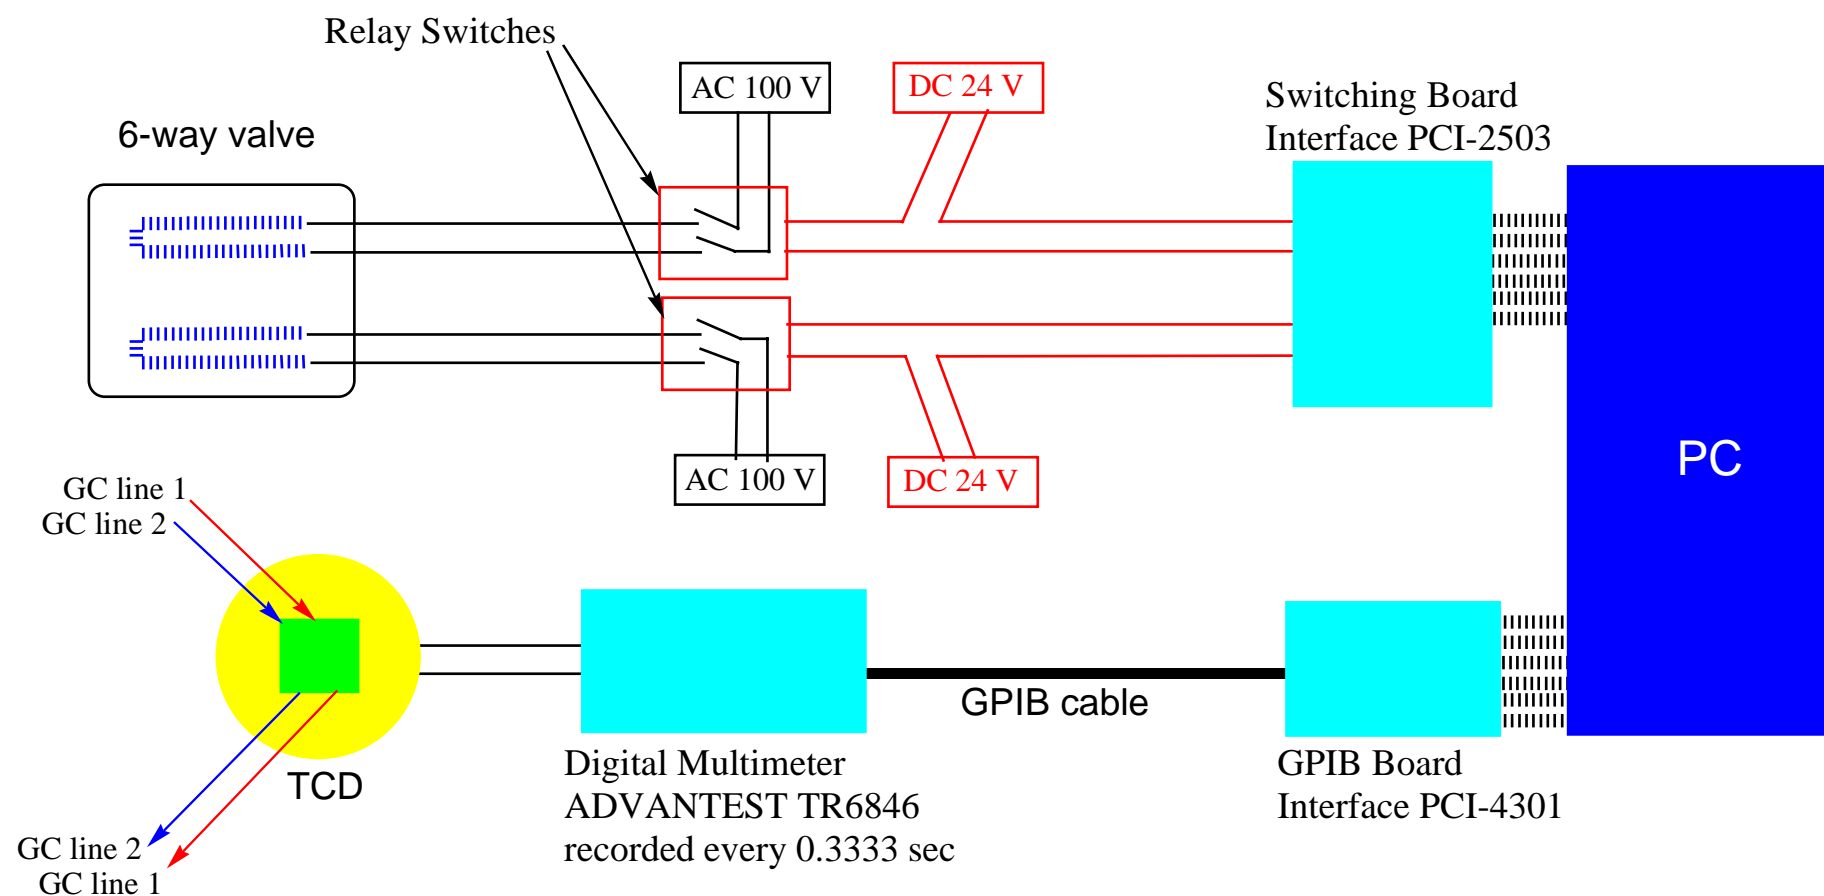 Relay Switches
AC 100 V
DC 24 V
Switching Board
Interface PCI-2503
6-way valve
PC
AC 100 V
DC 24 V
GC line 1
GC line 2
TCD
GPIB cable
Digital Multimeter
ADVANTEST TR6846
recorded every 0.3333 sec
GPIB Board
Interface PCI-4301
GC line 2
GC line 1